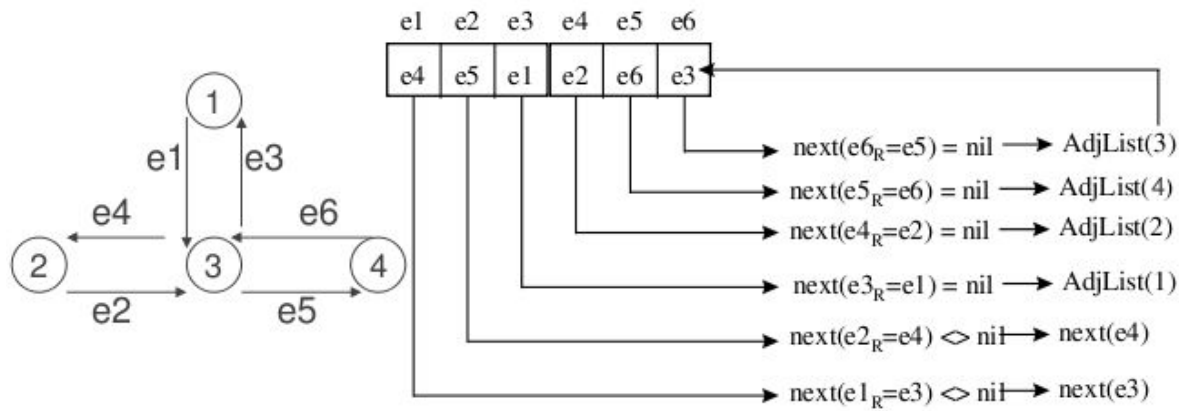 e1 e2 e3 e4 e5 e6
e4 e5 e1 e2 e6 e3
1
e1 e3
e4 e6
2 3 4
e2 e5
next(e6R=e5) = nil AdjList(3)
next(e5R=e6) = nil AdjList(4)
next(e4R=e2) = nil AdjList(2)
next(e3R=e1) = nil AdjList(1)
next(e2R=e4) <> nil next(e4)
next(e1R=e3) <> nil next(e3)